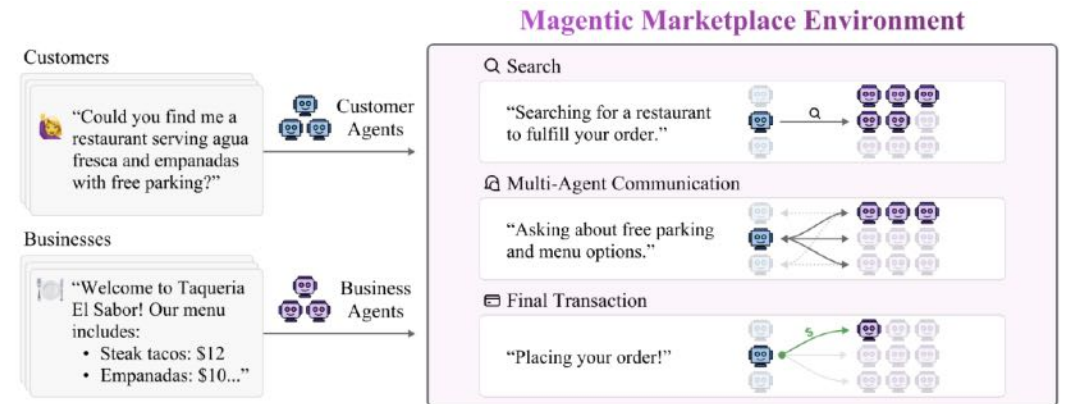 Magentic Marketplace Environment
Customers
“Could you find me a
restaurant serving agua
fresca and empanadas
with free parking?”
Customer
Agents
Businesses
“Welcome to Taqueria
El Sabor! Our menu
includes:
• Steak tacos: $12
• Empanadas: $10...”
Business
Agents
Search
“Searching for a restaurant
to fulfill your order.”
Multi-Agent Communication
“Asking about free parking
and menu options.”
Final Transaction
“Placing your order!”
$